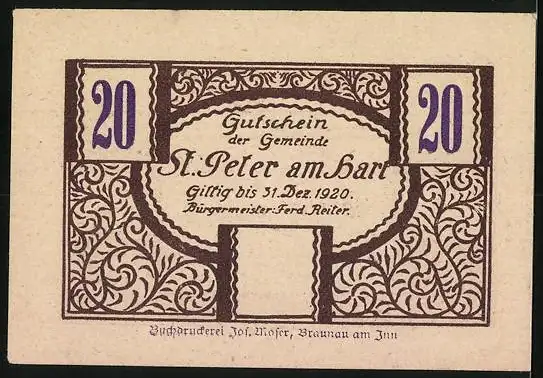 20
20
Gutschein
der Gemeinde
St. Peter am Hart
Giltig bis 31. Dez. 1920.
Bürgermeister: Ferd. Reiter.
Buchdruckerei Jos. Moser, Braunau am Inn